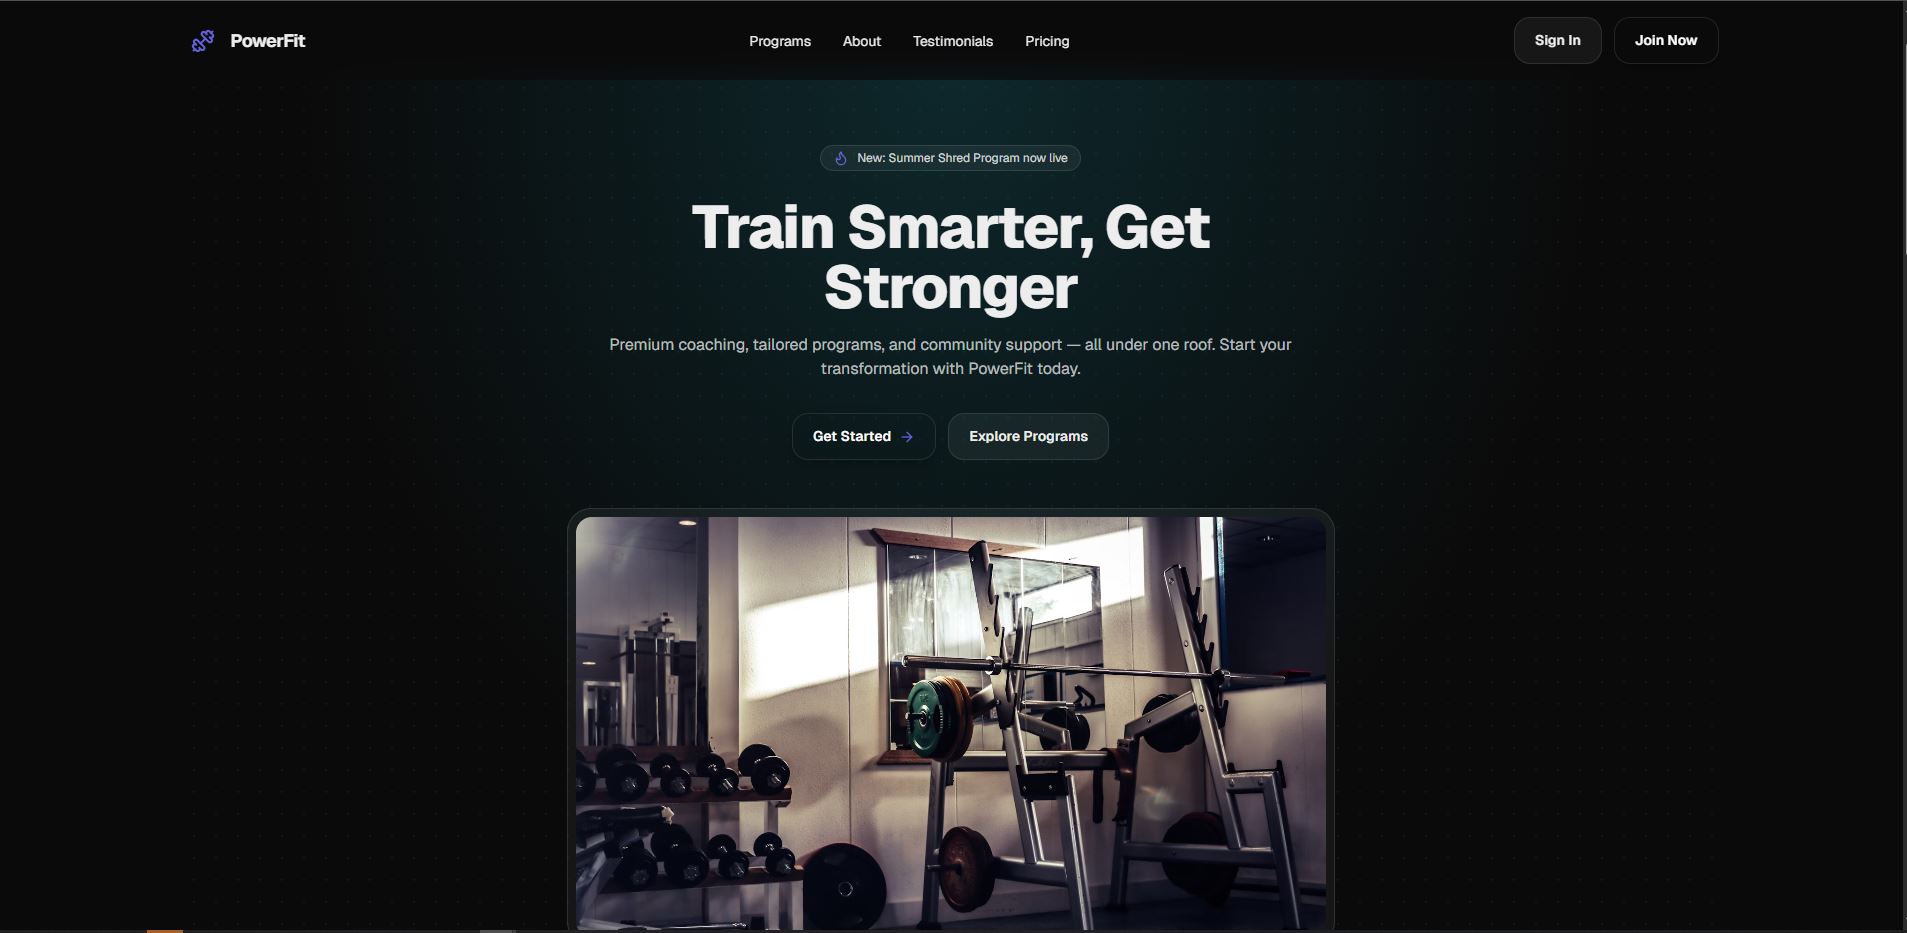 PowerFit
Programs
About
Testimonials
Pricing
Sign In
Join Now
New: Summer Shred Program now live
Train Smarter, Get
Stronger
Premium coaching, tailored programs, and community support — all under one roof. Start your
transformation with PowerFit today.
Get Started
Explore Programs